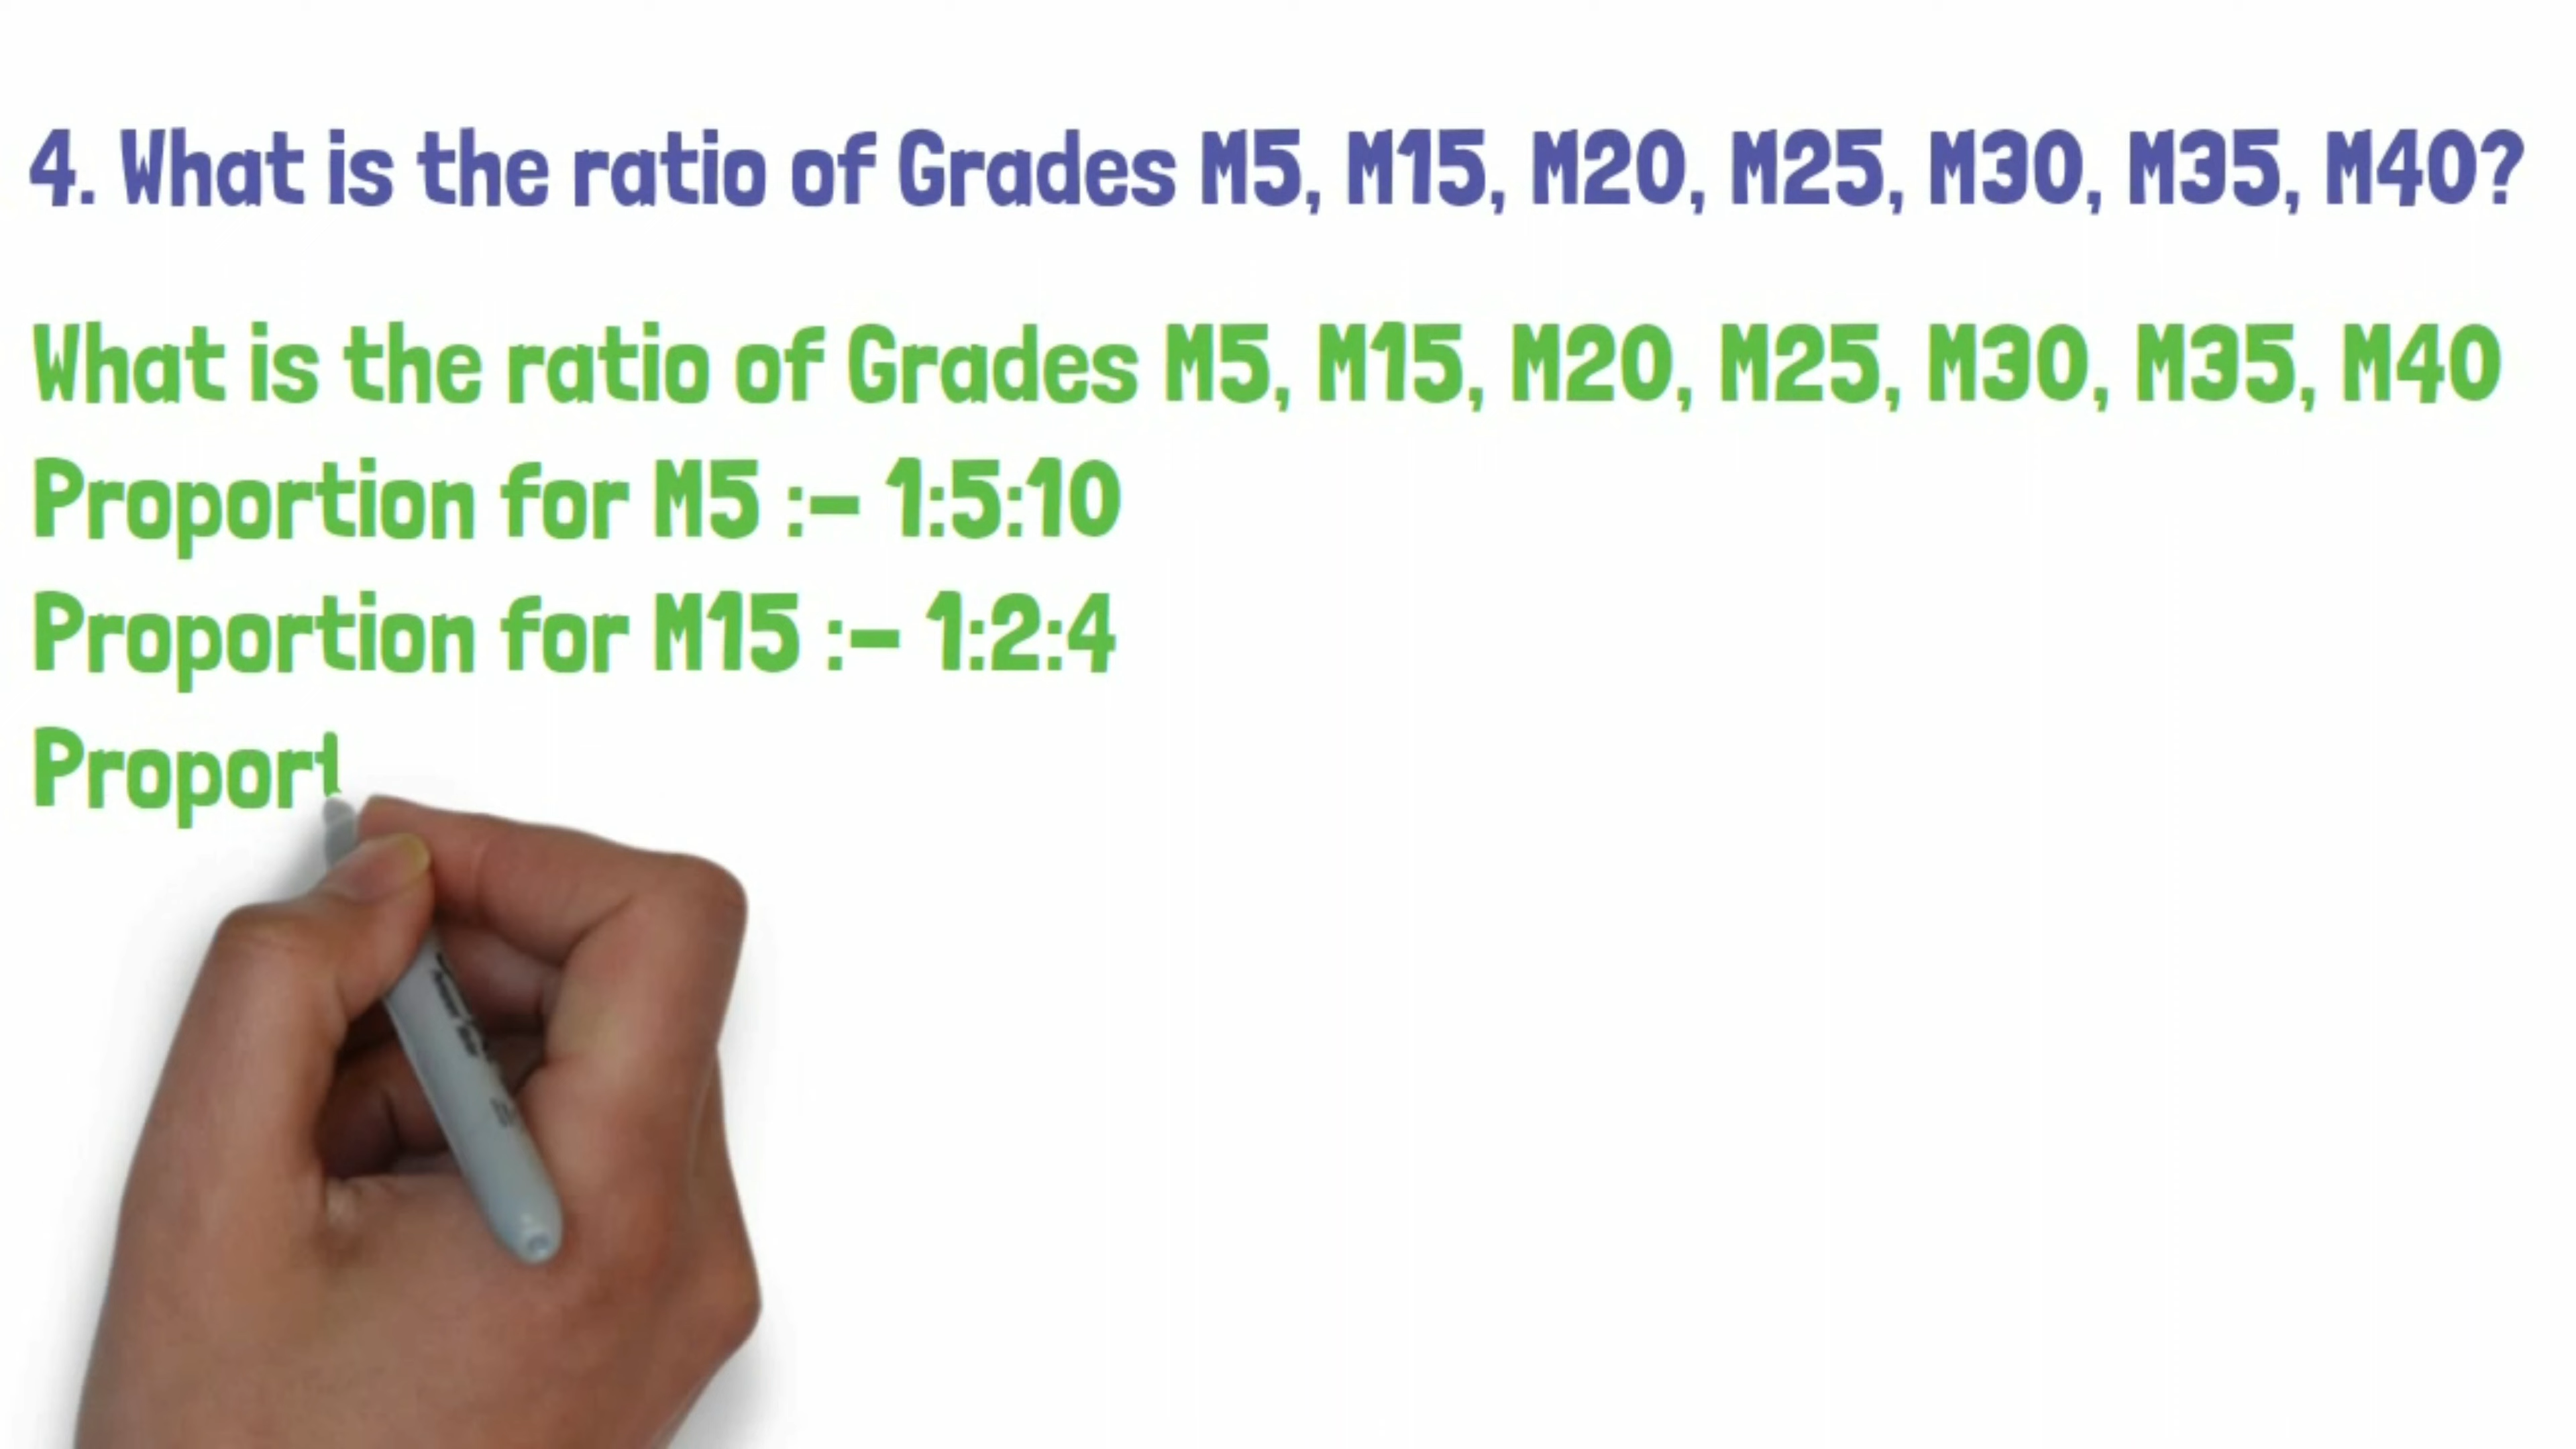 4. What is the ratio of Grades M5, M15, M20, M25, M30, M35, M40?
What is the ratio of Grades M5, M15, M20, M25, M30, M35, M40
Proportion for M5 :- 1:5:10
Proportion for M15 :- 1:2:4
Proport